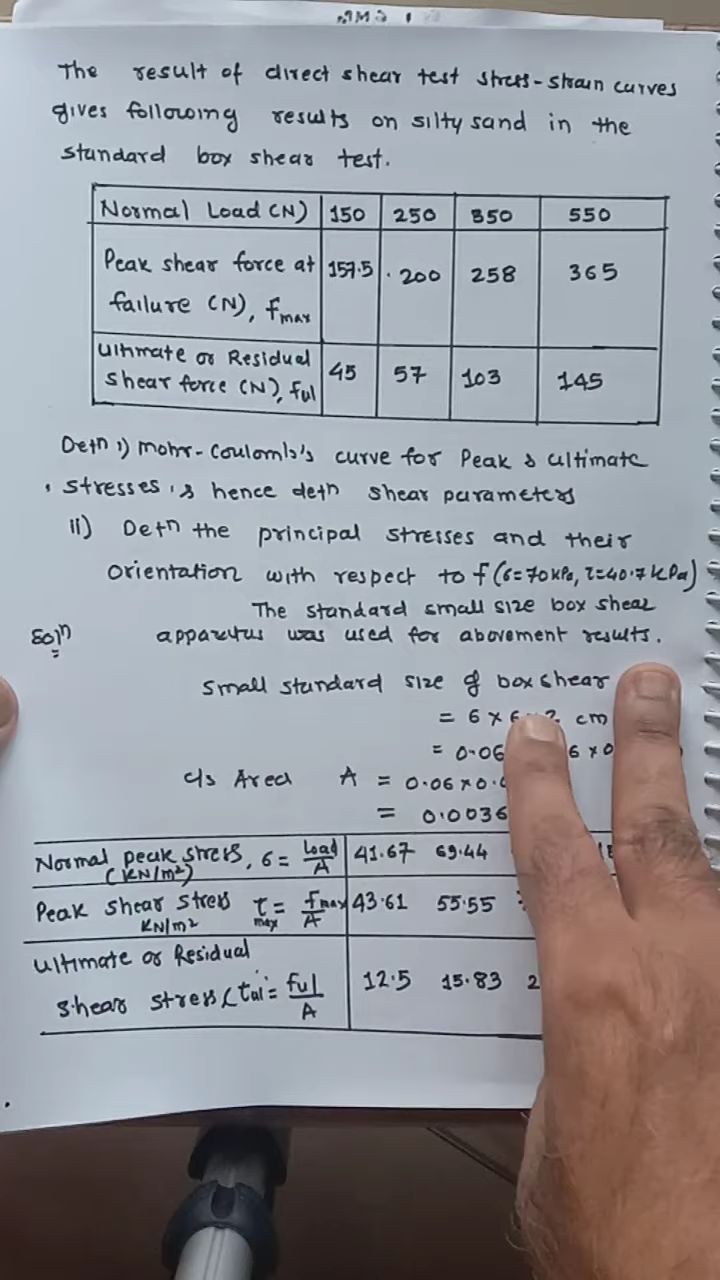 The result of direct shear test stress-strain curves
gives following results on silty sand in the
standard box shear test.
Normal Load (N) 150 250 350 550
Peak shear force at failure (N), fmax 157.5 200 258 365
Ultimate or Residual shear force (N), ful 45 57 103 145
Detn i) Mohr-Coulomb's curve for Peak & ultimate
stresses, & hence detn shear parameters
II) Detn the principal stresses and their
orientation with respect to f (σ=70kPa, τ=40.7kPa)
The standard small size box shear
Soln apparatus was used for abovement results.
Small standard size of box shear
= 6 × 6 cm
= 0.06
c/s Area A = 0.06 × 0.
= 0.0036
Normal peak stress, σ = Load/A 41.67 69.44
(KN/m2)
Peak shear stress τmax = fmax/A 43.61 55.55
KN/m2
Ultimate or Residual
shear stress (τul = ful/A 12.5 15.83 2